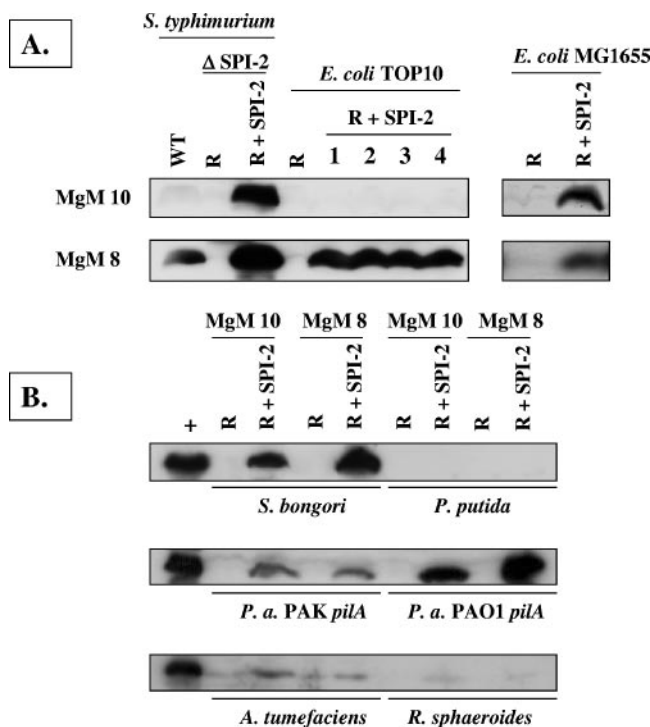 S. typhimurium
A.
Δ SPI-2
E. coli TOP10
E. coli MG1655
R + SPI-2
WT
R
R + SPI-2
R
1 2 3 4
R
R + SPI-2
MgM 10
MgM 8
MgM 10 MgM 8 MgM 10 MgM 8
B.
+
R
R + SPI-2
R
R + SPI-2
R
R + SPI-2
R
R + SPI-2
S. bongori P. putida
P. a. PAK pilA P. a. PAO1 pilA
A. tumefaciens R. sphaeroides